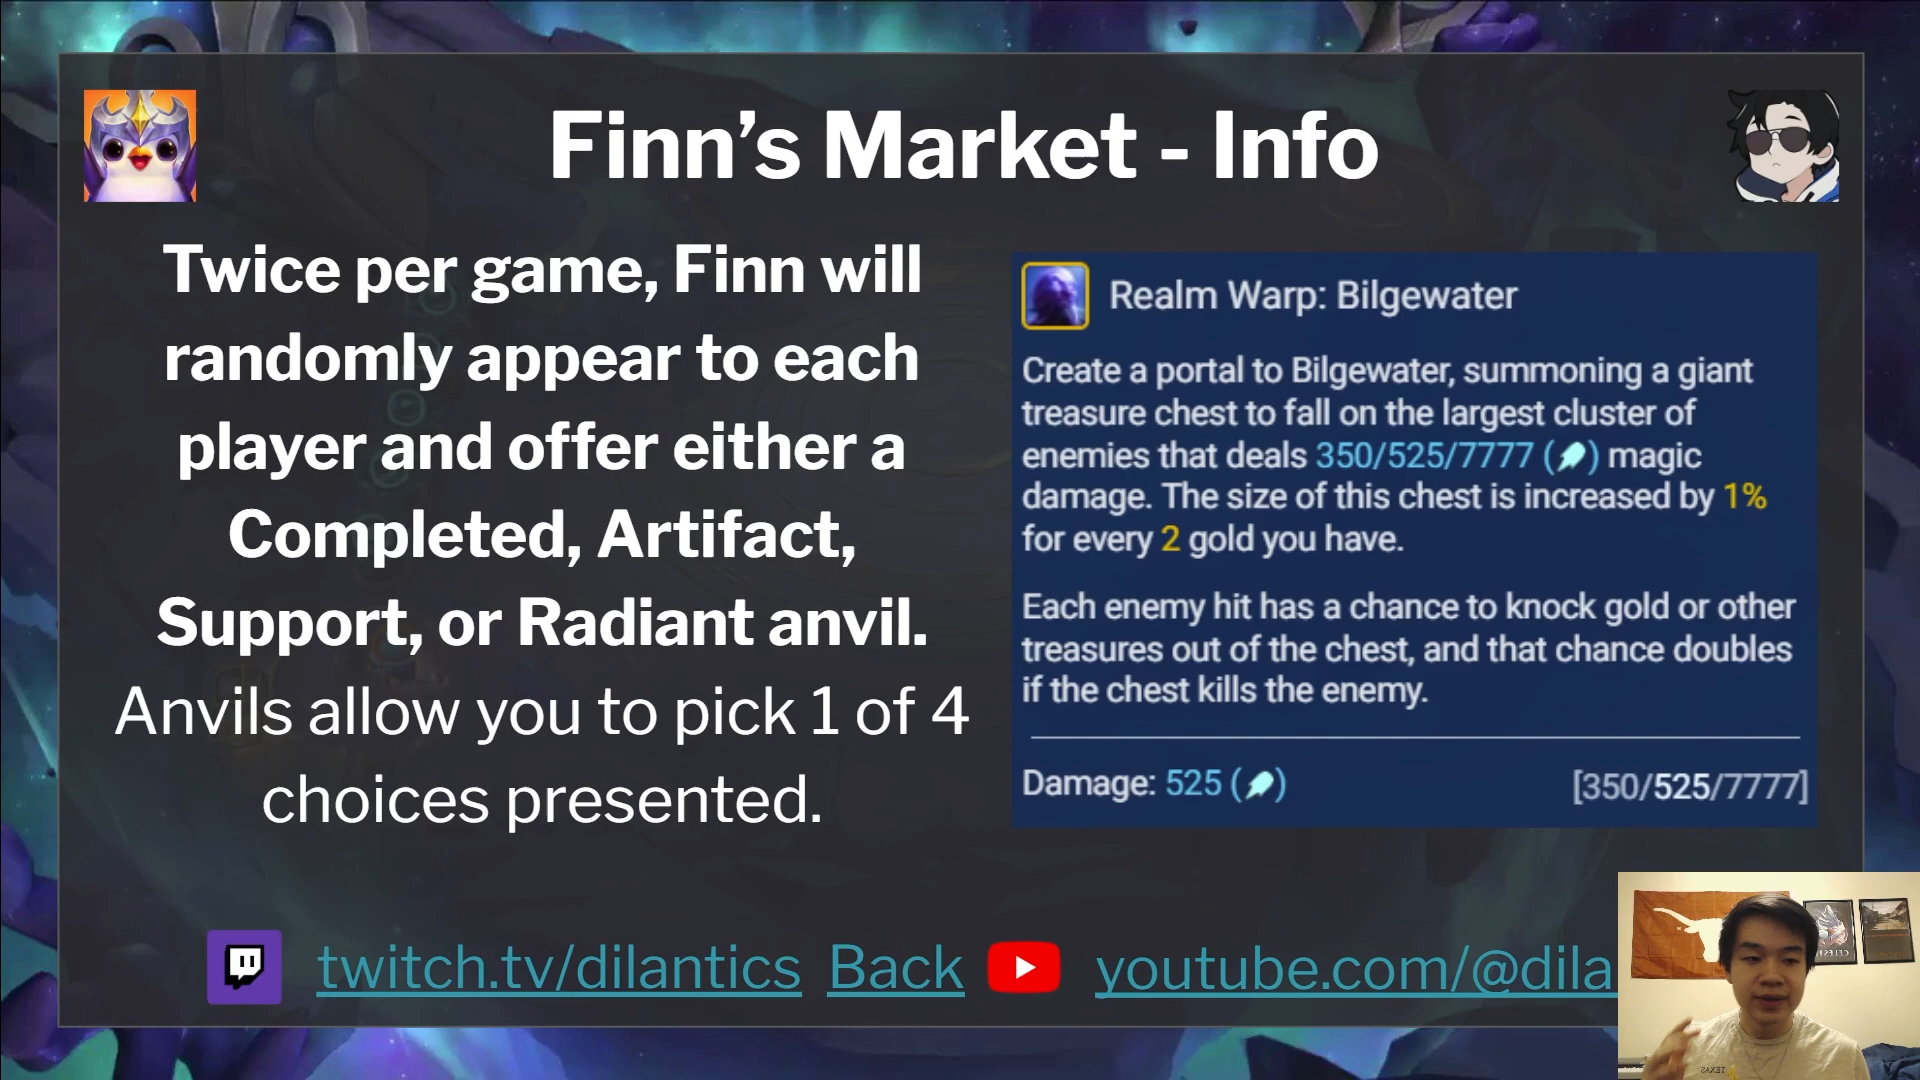 Finn’s Market - Info
Twice per game, Finn will
randomly appear to each
player and offer either a
Completed, Artifact,
Support, or Radiant anvil.
Anvils allow you to pick 1 of 4
choices presented.
Realm Warp: Bilgewater
Create a portal to Bilgewater, summoning a giant
treasure chest to fall on the largest cluster of
enemies that deals 350/525/7777 () magic
damage. The size of this chest is increased by 1%
for every 2 gold you have.
Each enemy hit has a chance to knock gold or other
treasures out of the chest, and that chance doubles
if the chest kills the enemy.
Damage: 525 ()
[350/525/7777]
twitch.tv/dilantics
Back
youtube.com/@dila
TEXAS